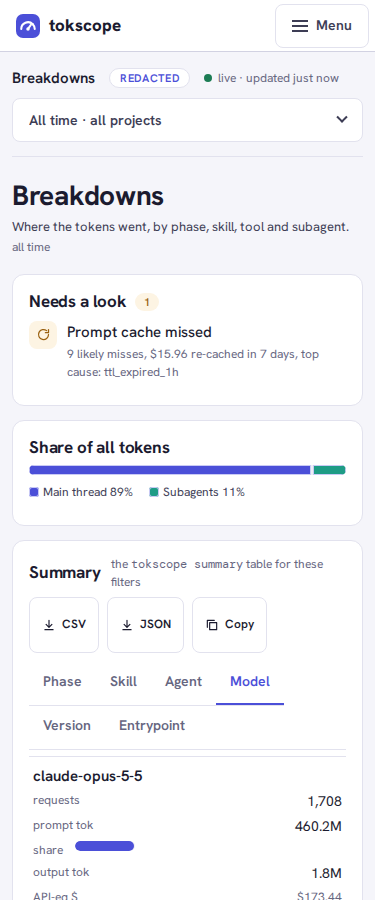 tokscope
Menu
Breakdowns
REDACTED
live · updated just now
All time · all projects
Breakdowns
Where the tokens went, by phase, skill, tool and subagent.
all time
Needs a look 1
Prompt cache missed
9 likely misses, $15.96 re-cached in 7 days, top
cause: ttl_expired_1h
Share of all tokens
Main thread 89% Subagents 11%
Summary
the tokscope summary table for these
filters
CSV JSON Copy
Phase Skill Agent Model
Version Entrypoint
claude-opus-5-5
requests 1,708
prompt tok 460.2M
share
output tok 1.8M
API-eq $ $173.44